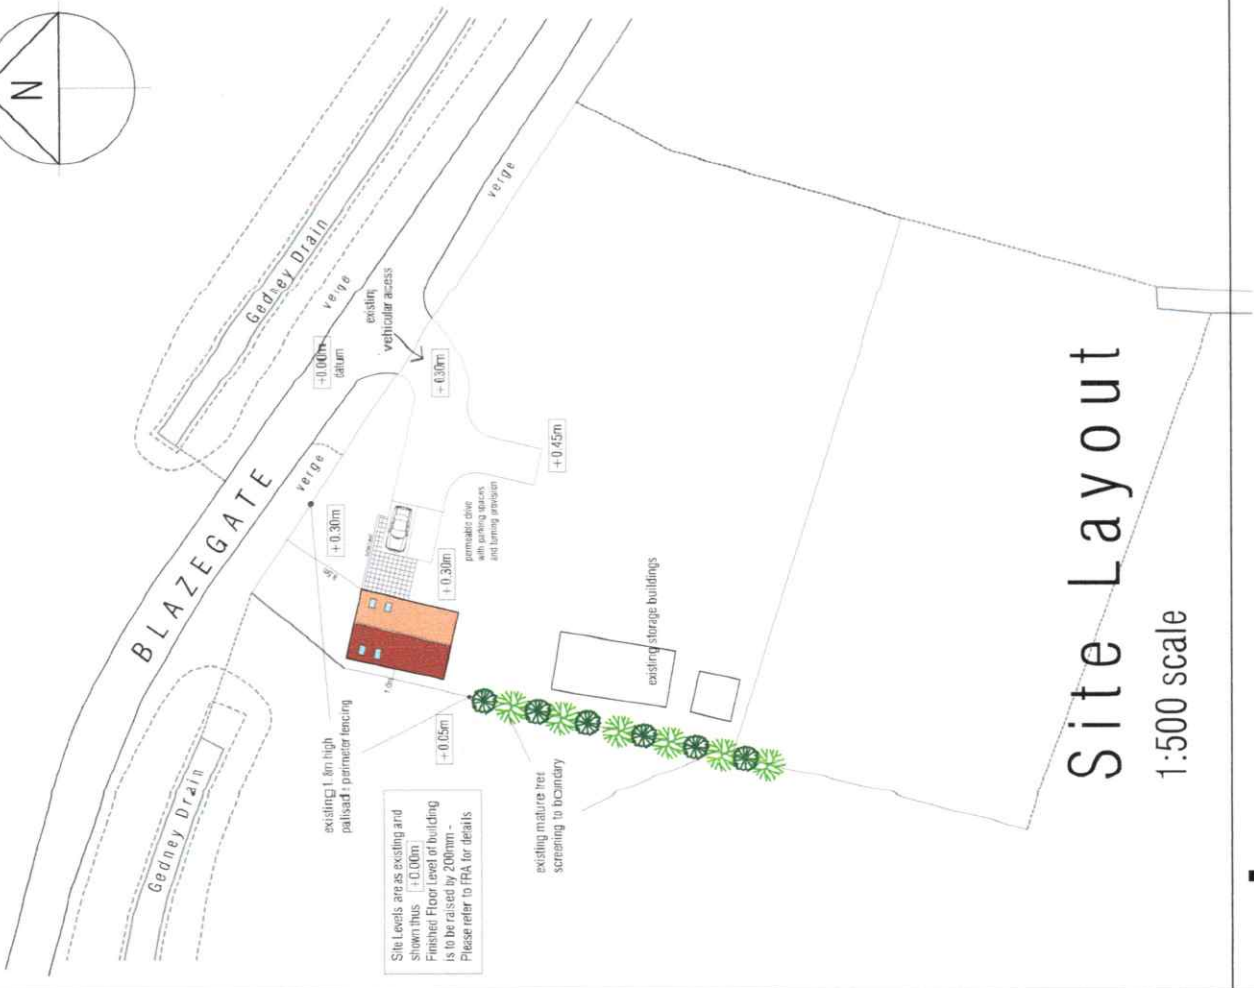 N
Gedney Drain
verge
verge
existing
vehicular acess
+0.00m
datum
+0.30m
BLAZEGATE
verge
+0.30m
+0.45m
permeable drive
with parking spaces
and turning provision
+0.30m
1.0m
existing 1.8m high
palisade perimeter fencing
+0.05m
existing storage buildings
Gedney Drain
Site Levels are as existing and
shown thus +0.00m
Finished Floor Level of building
is to be raised by 200mm -
Please refer to FRA for details
existing mature tree
screening to boundary
Site Layout
1:500 scale